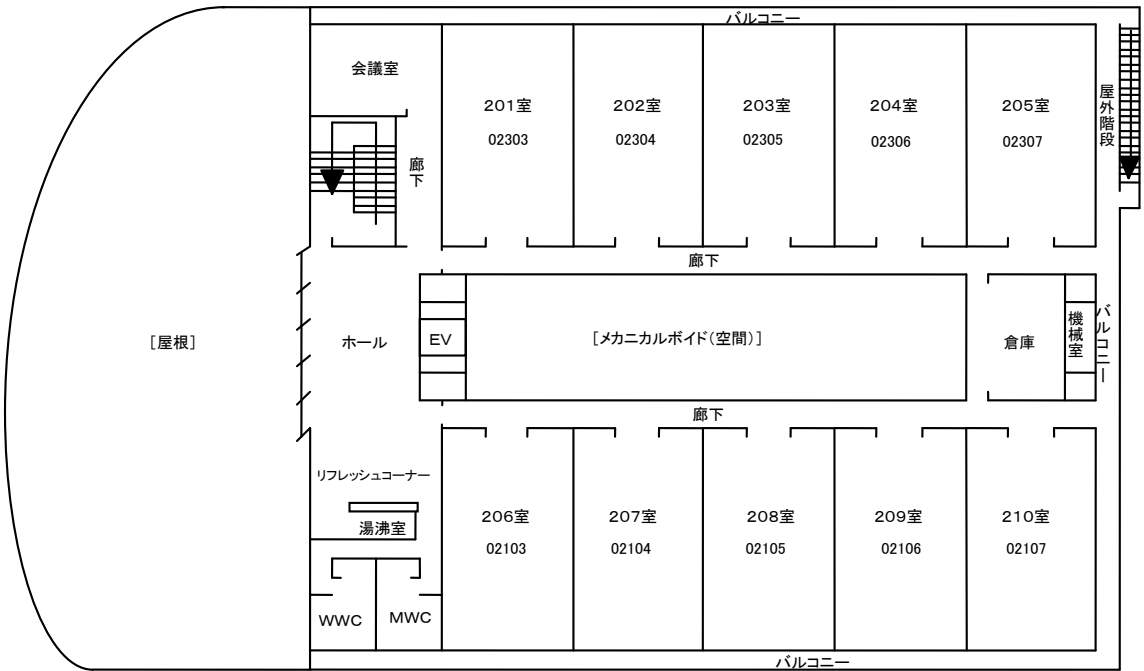 バルコニー
会議室
201室
02303
202室
02304
203室
02305
204室
02306
205室
02307
屋外階段
廊下
廊下
[屋根]
ホール
EV
[メカニカルボイド(空間)]
倉庫
機械室
バルコニー
廊下
リフレッシュコーナー
湯沸室
206室
02103
207室
02104
208室
02105
209室
02106
210室
02107
WWC
MWC
バルコニー